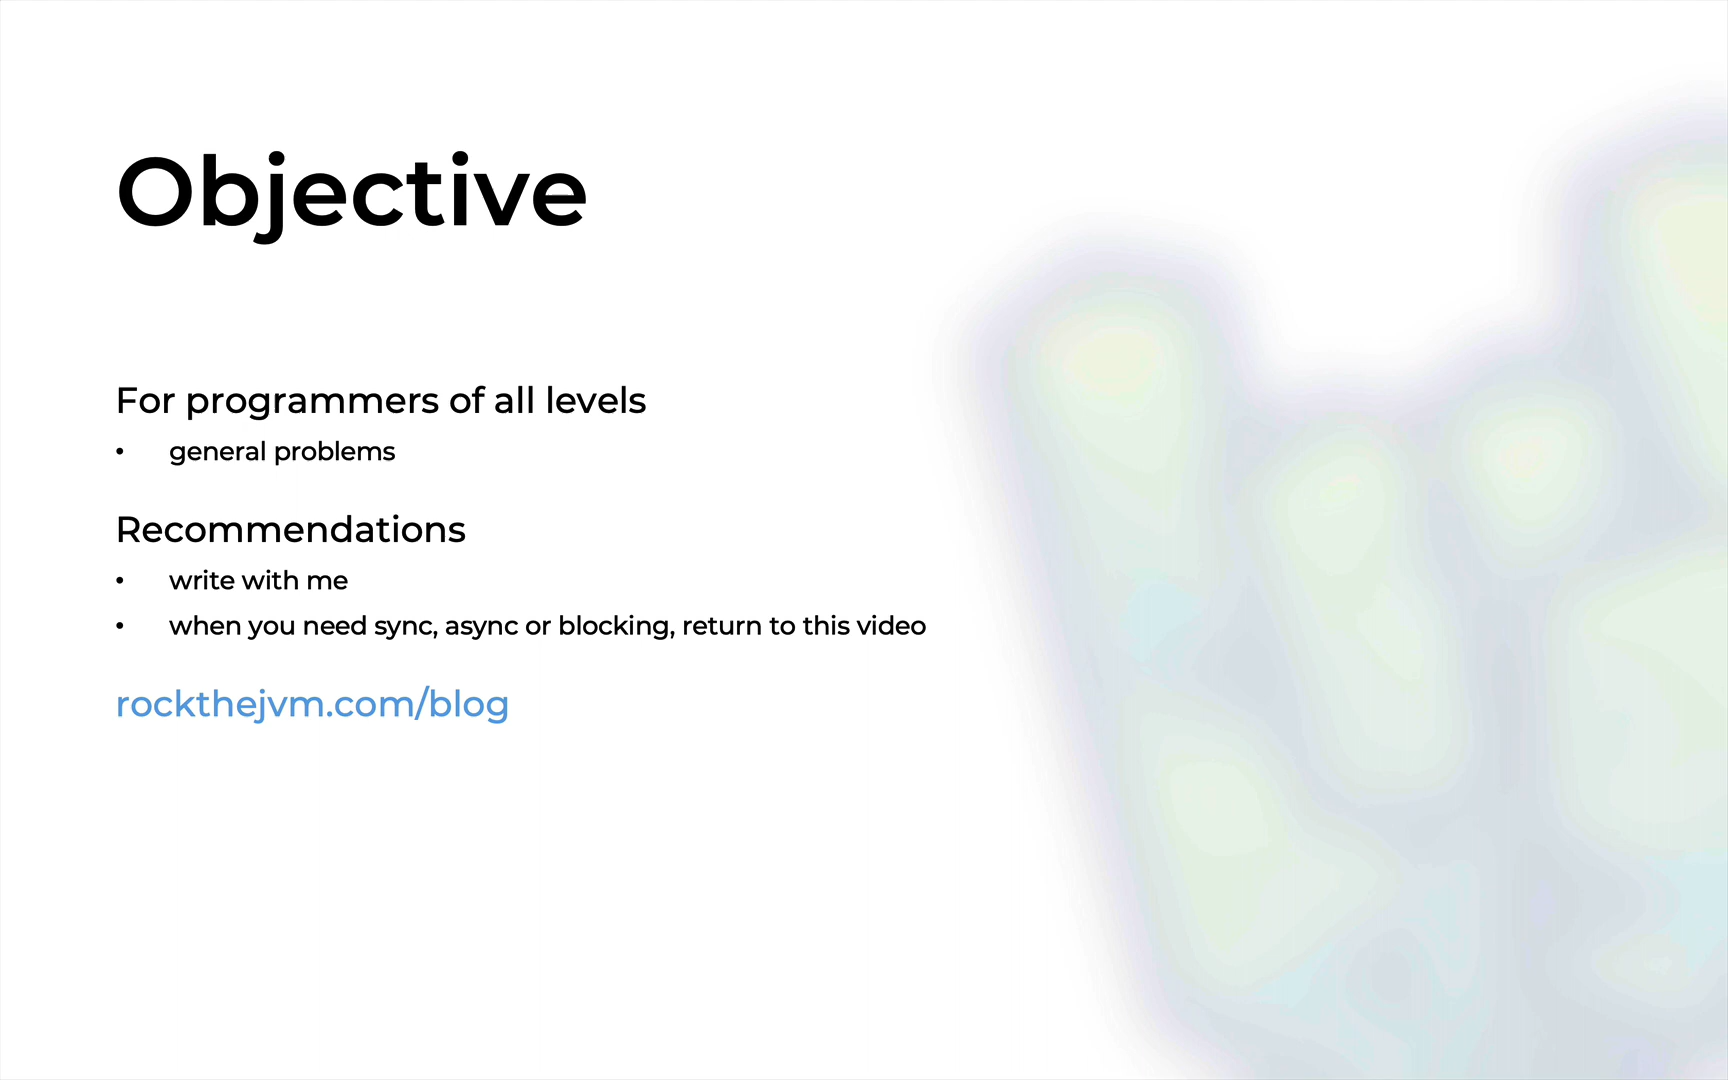 Objective
For programmers of all levels
• general problems
Recommendations
• write with me
• when you need sync, async or blocking, return to this video
rockthejvm.com/blog